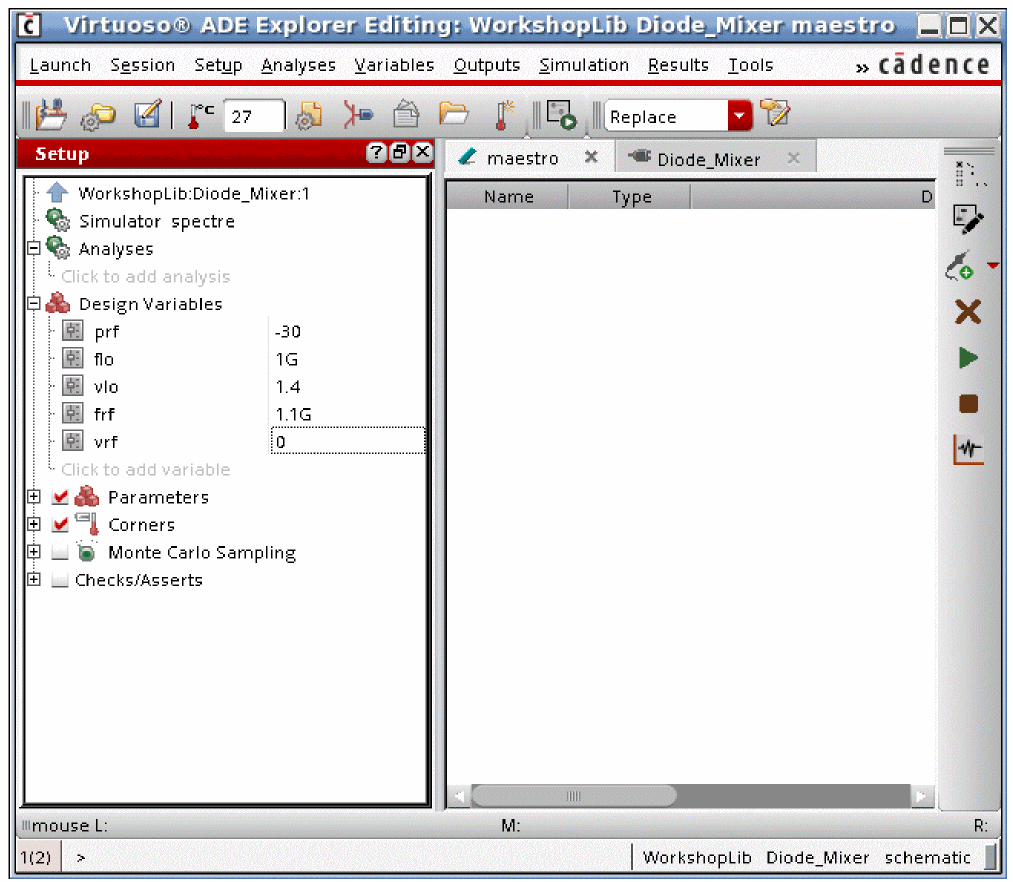 Virtuoso® ADE Explorer Editing: WorkshopLib Diode_Mixer maestro
Launch Session Setup Analyses Variables Outputs Simulation Results Tools » cādence
°C 27 Replace
Setup
maestro Diode_Mixer
Name Type D
WorkshopLib:Diode_Mixer:1
Simulator spectre
Analyses
Click to add analysis
Design Variables
prf -30
flo 1G
vlo 1.4
frf 1.1G
vrf 0
Click to add variable
Parameters
Corners
Monte Carlo Sampling
Checks/Asserts
mouse L: M: R:
1(2) > WorkshopLib Diode_Mixer schematic